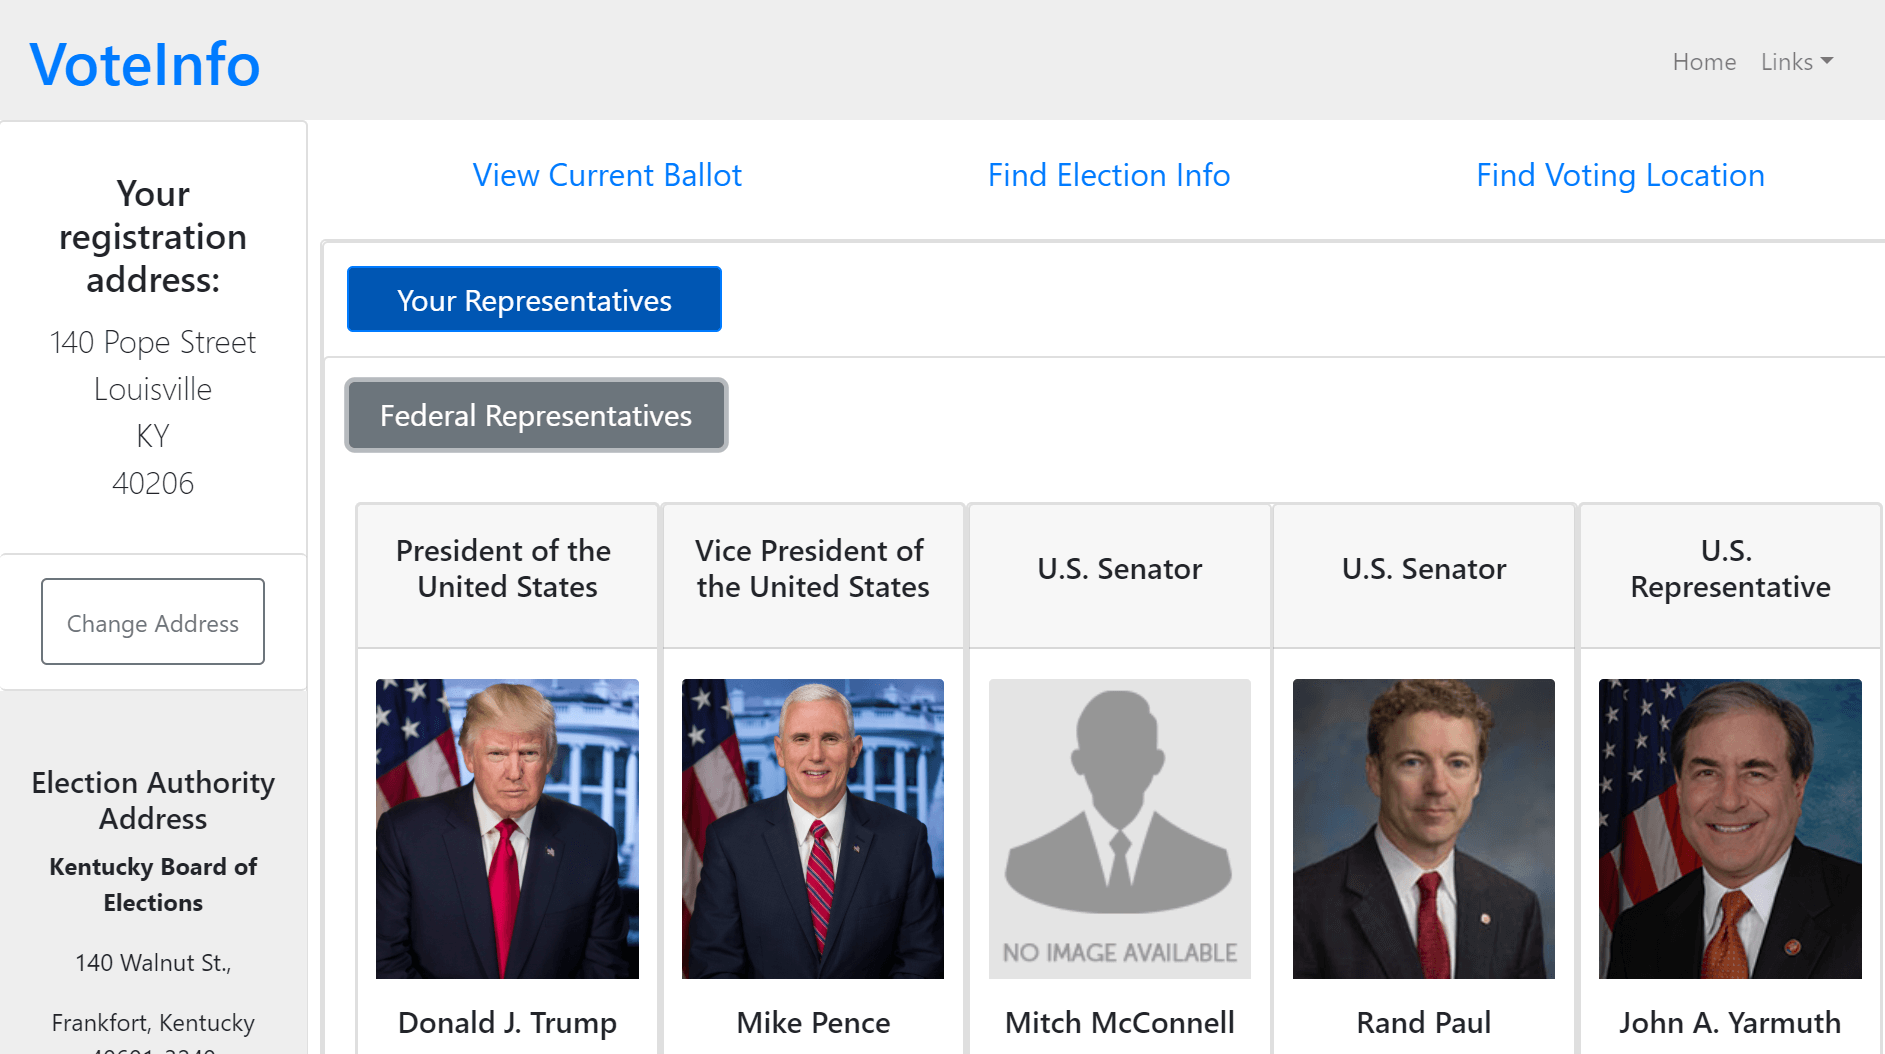 VoteInfo
Home
Links
Your
registration
address:
140 Pope Street
Louisville
KY
40206
Change Address
Election Authority
Address
Kentucky Board of
Elections
140 Walnut St.,
Frankfort, Kentucky
View Current Ballot
Find Election Info
Find Voting Location
Your Representatives
Federal Representatives
President of the
United States
Donald J. Trump
Vice President of
the United States
Mike Pence
U.S. Senator
NO IMAGE AVAILABLE
Mitch McConnell
U.S. Senator
Rand Paul
U.S.
Representative
John A. Yarmuth